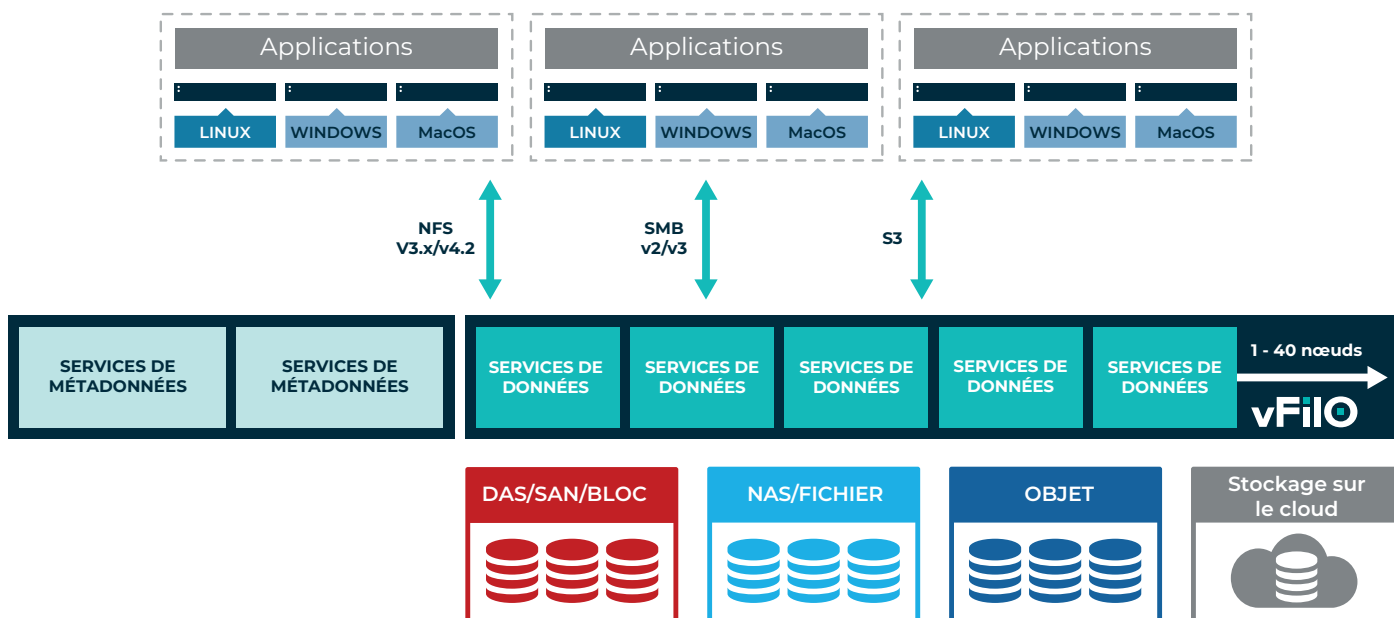 Applications
LINUX
WINDOWS
MacOS
Applications
LINUX
WINDOWS
MacOS
Applications
LINUX
WINDOWS
MacOS
NFS
V3.x/v4.2
SMB
v2/v3
S3
SERVICES DE
MÉTADONNÉES
SERVICES DE
MÉTADONNÉES
SERVICES DE
DONNÉES
SERVICES DE
DONNÉES
SERVICES DE
DONNÉES
SERVICES DE
DONNÉES
SERVICES DE
DONNÉES
1 - 40 nœuds
vFilO
DAS/SAN/BLOC
NAS/FICHIER
OBJET
Stockage sur
le cloud